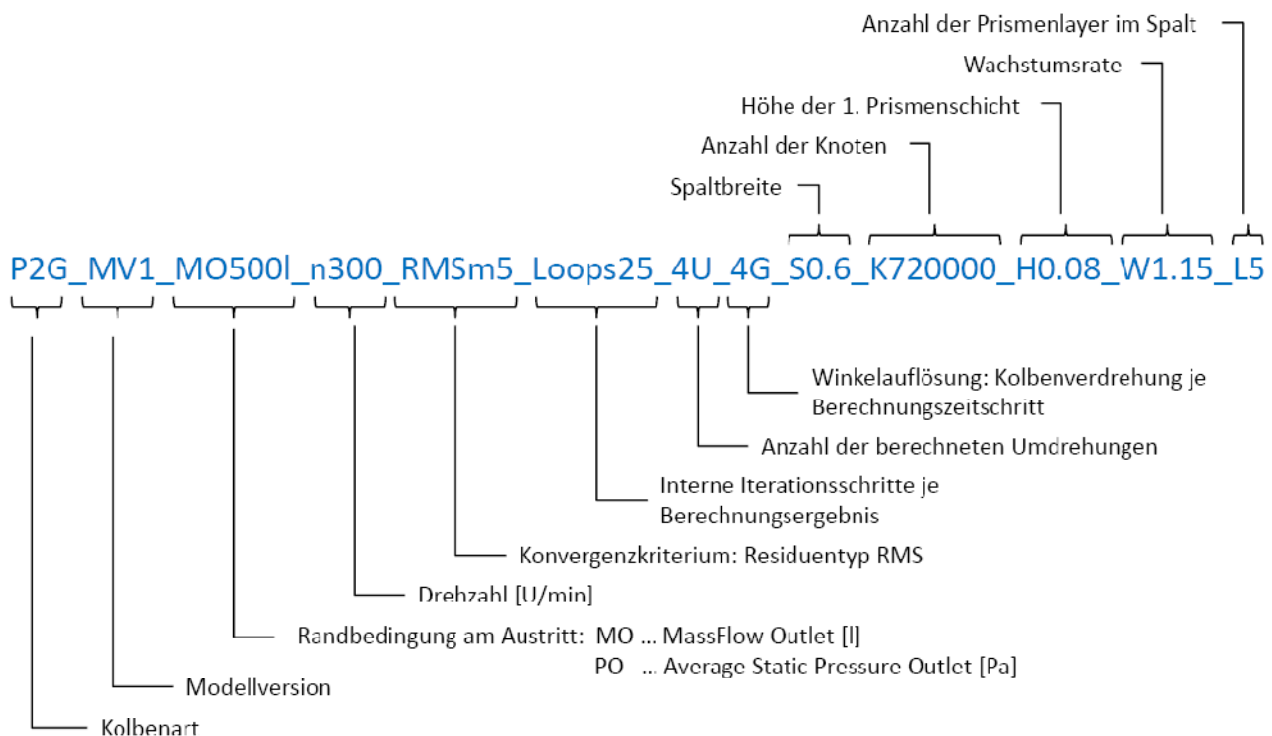 Anzahl der Prismenlayer im Spalt
Wachstumsrate
Höhe der 1. Prismenschicht
Anzahl der Knoten
Spaltbreite
P2G_MV1_MO500l_n300_RMSm5_Loops25_4U_4G_S0.6_K720000_H0.08_W1.15_L5
Winkelauflösung: Kolbenverdrehung je
Berechnungszeitschritt
Anzahl der berechneten Umdrehungen
Interne Iterationsschritte je
Berechnungsergebnis
Konvergenzkriterium: Residuentyp RMS
Drehzahl [U/min]
Randbedingung am Austritt: MO ... MassFlow Outlet [l]
PO ... Average Static Pressure Outlet [Pa]
Modellversion
Kolbenart